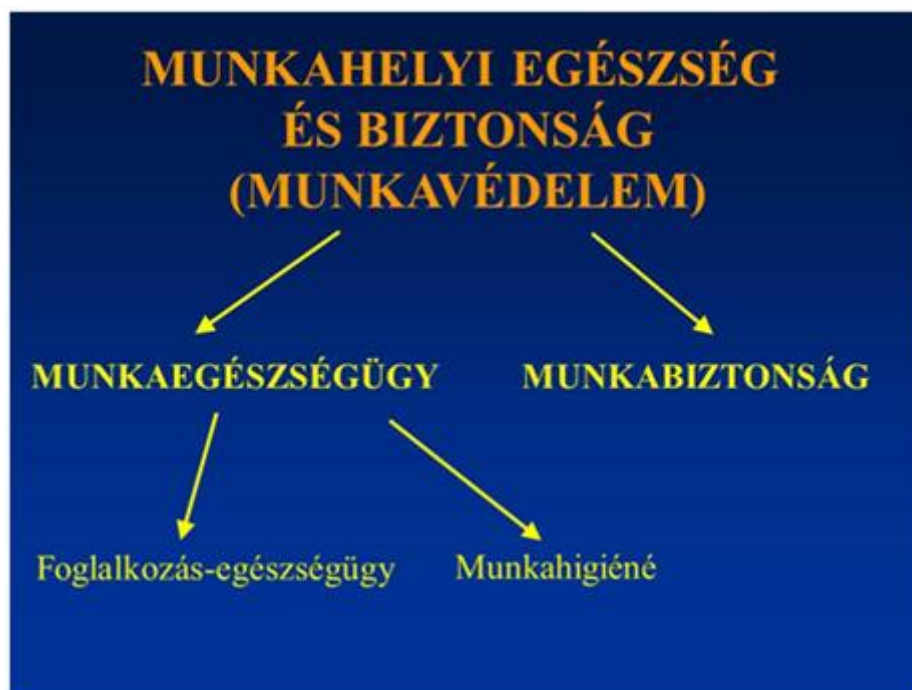 MUNKAHELYI EGÉSZSÉG
ÉS BIZTONSÁG
(MUNKAVÉDELEM)
MUNKAEGÉSZSÉGÜGY
MUNKABIZTONSÁG
Foglalkozás-egészségügy
Munkahigiéné